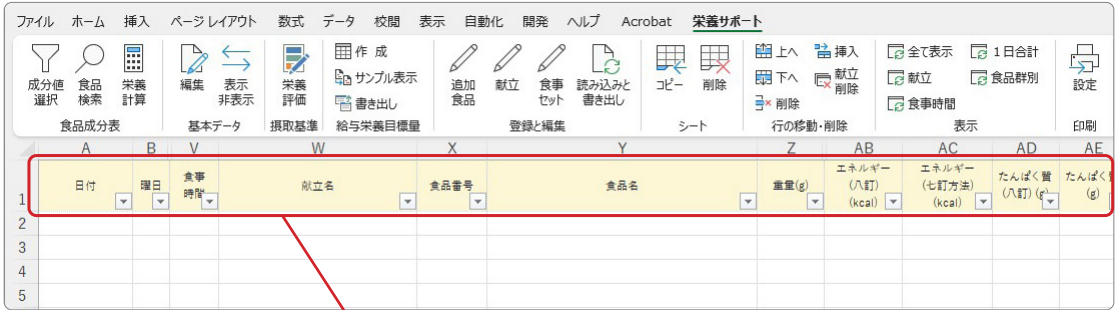 ファイル ホーム 挿入 ページ レイアウト 数式 データ 校閲 表示 自動化 開発 ヘルプ Acrobat 栄養サポート
成分値選択 食品検索 栄養計算 編集 表示非表示 栄養評価 作 成 サンプル表示 書き出し 追加食品 献立 食事セット 読み込みと書き出し コピー 削除 上へ 下へ 削除 挿入 献立削除 全て表示 献立 食事時間 1日合計 食品群別 設定
食品成分表 基本データ 摂取基準 給与栄養目標量 登録と編集 シート 行の移動・削除 表示 印刷
A B V W X Y Z AB AC AD AE
1 日付 曜日 食事時間 献立名 食品番号 食品名 重量(g) エネルギー(八訂)(kcal) エネルギー(七訂方法)(kcal) たんぱく質(八訂)(g) たんぱく質(g)
2
3
4
5